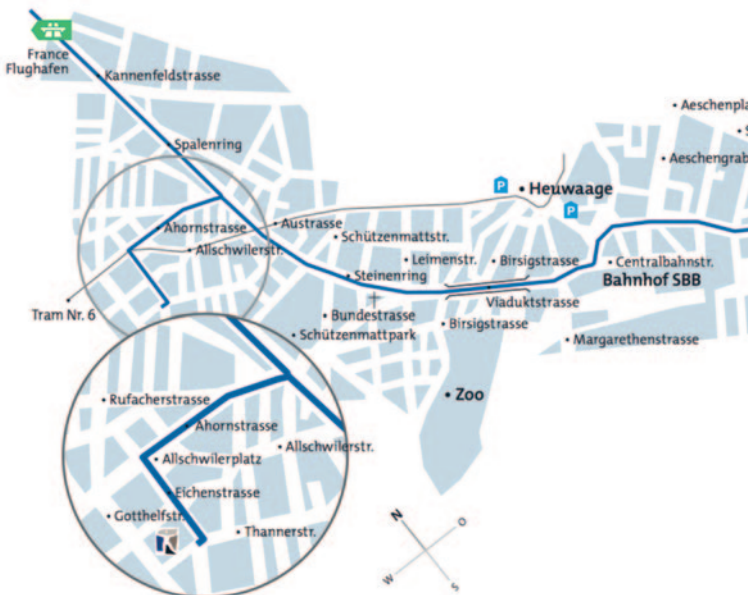 France
Flughafen
Kannenfeldstrasse
Aeschenpla
S
Spalenring
Aeschengrab
P
Heuwaage
P
Ahornstrasse
Austrasse
Schützenmattstr.
Allschwilerstr.
Leimenstr.
Birsigstrasse
Centralbahnstr.
Steinenring
Bahnhof SBB
Viaduktstrasse
Tram Nr. 6
Bundestrasse
Birsigstrasse
Schützenmattpark
Margarethenstrasse
Zoo
Rufacherstrasse
Ahornstrasse
Allschwilerstr.
Allschwilerplatz
Eichenstrasse
Gotthelfstr.
Thannerstr.
N
O
W
S